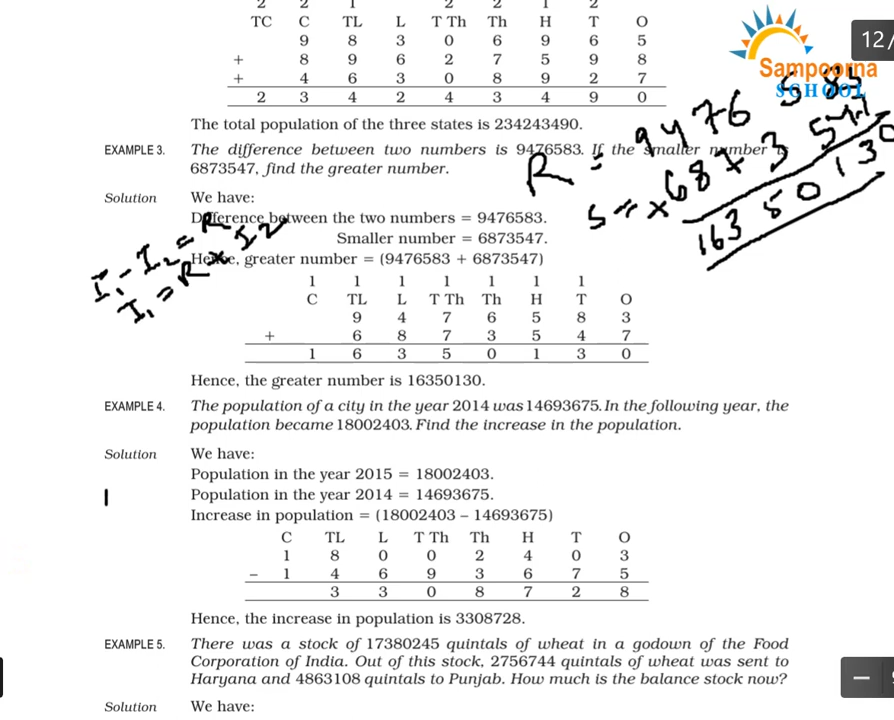 2 2 1 2 2 1 2
TC C TL L T Th Th H T O
9 8 3 0 6 9 6 5
+ 8 9 6 2 7 5 9 8
+ 4 6 3 0 8 9 2 7
2 3 4 2 4 3 4 9 0
12/
Sampoorna
SCHOOL
The total population of the three states is 234243490.
EXAMPLE 3. The difference between two numbers is 9476583. If the smaller number is
6873547, find the greater number.
R = 9476583
S = × 6873547
16350130
Solution We have:
Difference between the two numbers = 9476583.
Smaller number = 6873547.
Hence, greater number = (9476583 + 6873547)
I₁ - I₂ = R
I₁ = R × I2
1 1 1 1 1 1 1
C TL L T Th Th H T O
9 4 7 6 5 8 3
+ 6 8 7 3 5 4 7
1 6 3 5 0 1 3 0
Hence, the greater number is 16350130.
EXAMPLE 4. The population of a city in the year 2014 was 14693675. In the following year, the
population became 18002403. Find the increase in the population.
Solution We have:
Population in the year 2015 = 18002403.
Population in the year 2014 = 14693675.
Increase in population = (18002403 – 14693675)
C TL L T Th Th H T O
1 8 0 0 2 4 0 3
– 1 4 6 9 3 6 7 5
3 3 0 8 7 2 8
Hence, the increase in population is 3308728.
EXAMPLE 5. There was a stock of 17380245 quintals of wheat in a godown of the Food
Corporation of India. Out of this stock, 2756744 quintals of wheat was sent to
Haryana and 4863108 quintals to Punjab. How much is the balance stock now?
Solution We have: